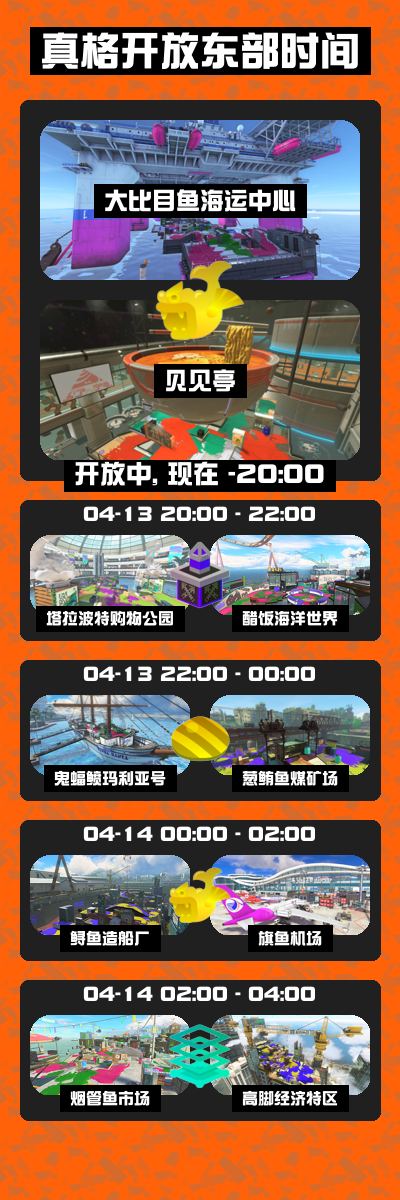 真格开放东部时间
大比目鱼海运中心
贝贝亭
开放中, 现在 -20:00
04-13 20:00 - 22:00
塔拉波特购物公园
醋饭海洋世界
04-13 22:00 - 00:00
鬼蝠鲼玛利亚号
葱鲔鱼煤矿场
04-14 00:00 - 02:00
鲟鱼造船厂
旗鱼机场
04-14 02:00 - 04:00
烟管鱼市场
高脚经济特区